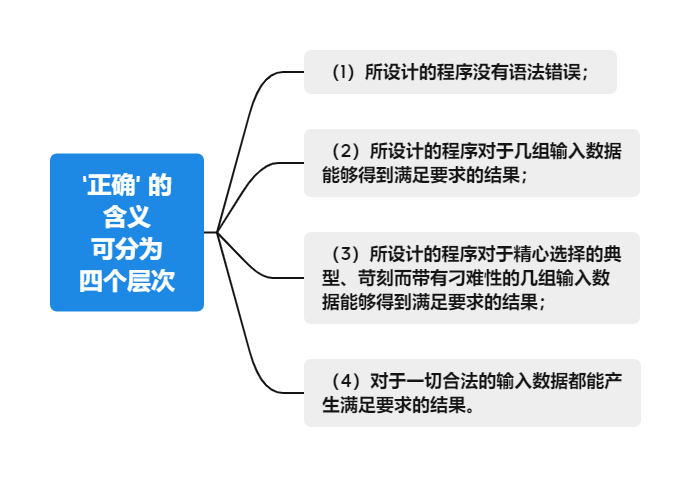 '正确' 的
含义
可分为
四个层次
（1）所设计的程序没有语法错误；
（2）所设计的程序对于几组输入数据
能够得到满足要求的结果；
（3）所设计的程序对于精心选择的典
型、苛刻而带有刁难性的几组输入数
据能够得到满足要求的结果；
（4）对于一切合法的输入数据都能产
生满足要求的结果。